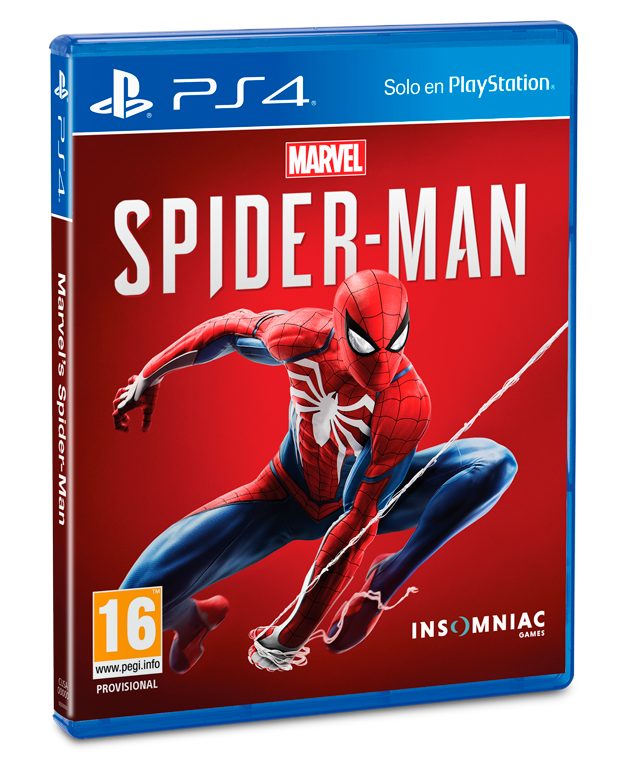 PS4
Solo en PlayStation
MARVEL
SPIDER-MAN
PS4
Marvel's Spider-Man
16
www.pegi.info
PROVISIONAL
INSOMNIAC
GAMES